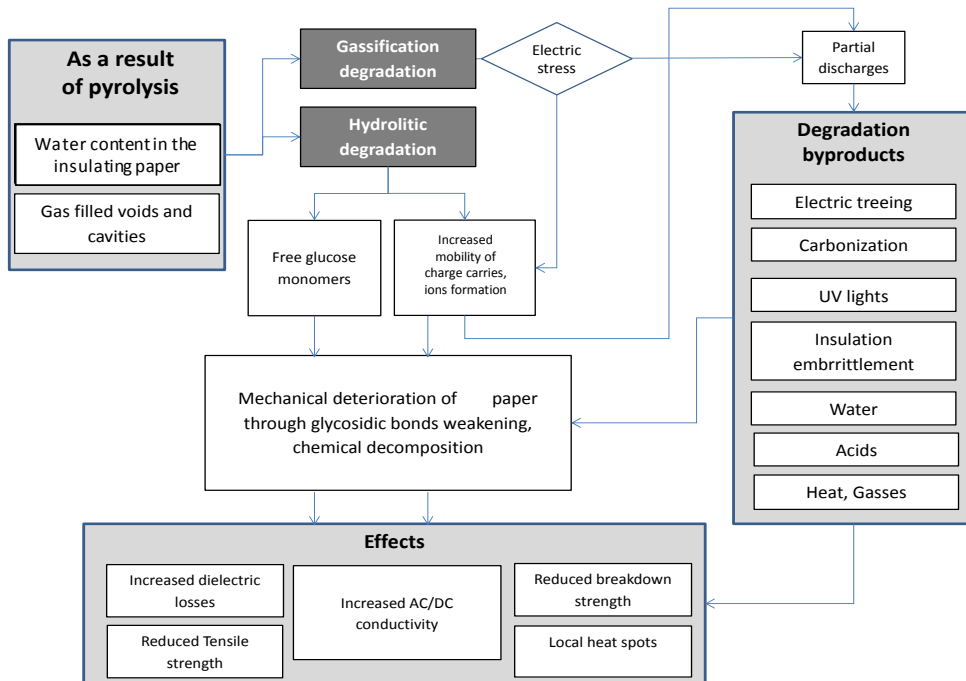 As a result
of pyrolysis
Water content in the
insulating paper
Gas filled voids and
cavities
Gassification
degradation
Hydrolitic
degradation
Electric
stress
Partial
discharges
Free glucose
monomers
Increased
mobility of
charge carries,
ions formation
Degradation
byproducts
Electric treeing
Carbonization
UV lights
Insulation
embrrittlement
Water
Acids
Heat, Gasses
Mechanical deterioration of paper
through glycosidic bonds weakening,
chemical decomposition
Effects
Increased dielectric
losses
Reduced Tensile
strength
Increased AC/DC
conductivity
Reduced breakdown
strength
Local heat spots